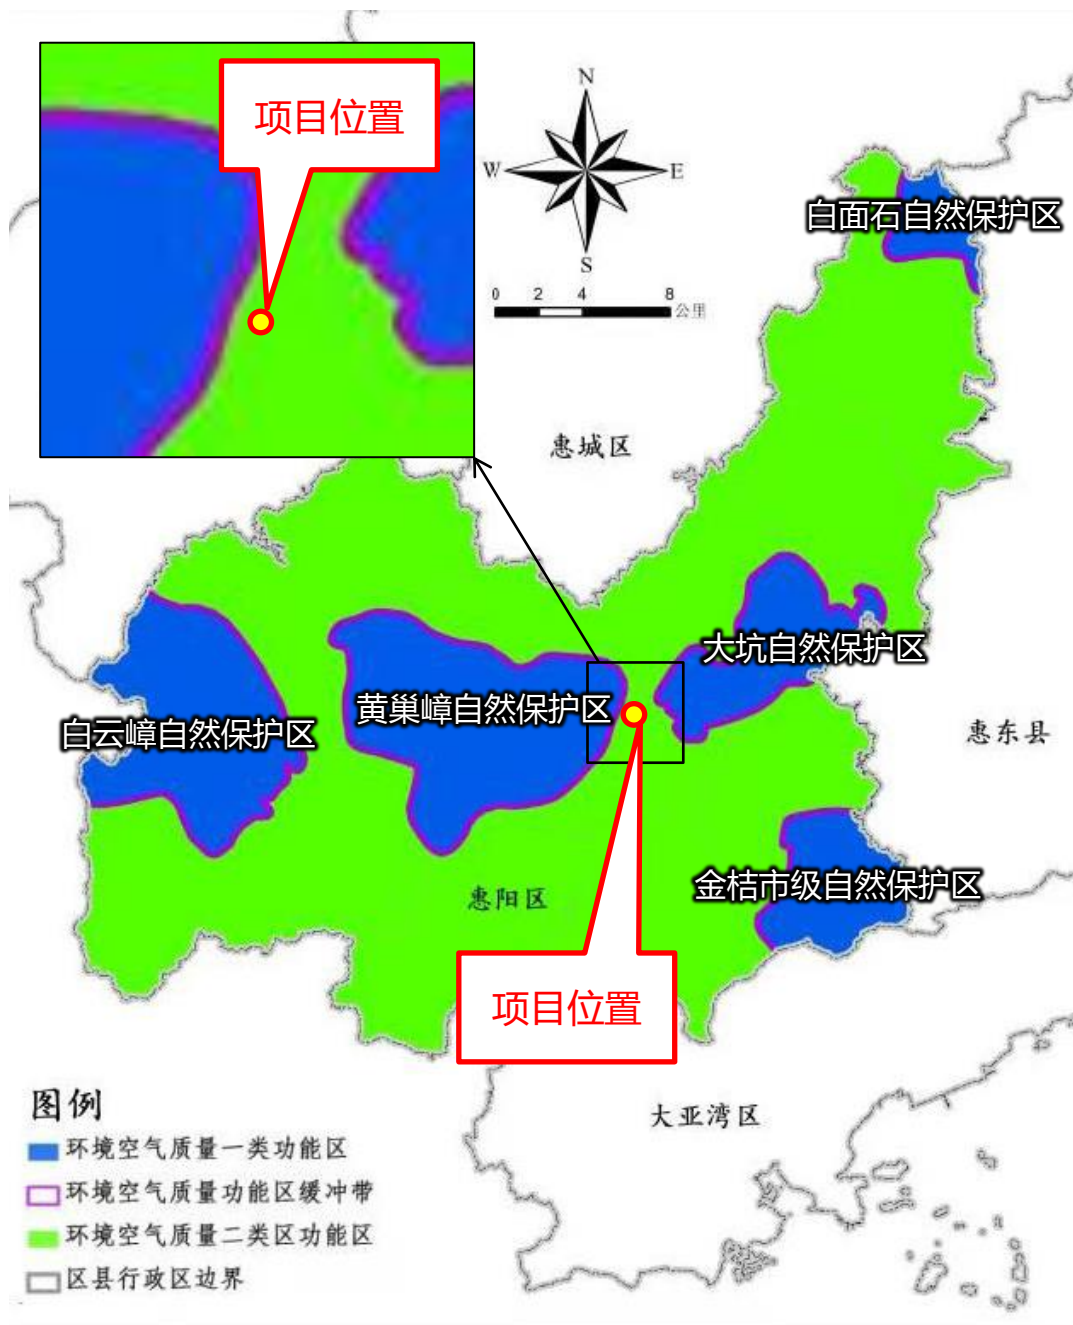 项目位置
N
W
E
S
0 2 4 8
公里
白面石自然保护区
惠城区
大坑自然保护区
黄巢嶂自然保护区
白云嶂自然保护区
惠东县
金桔市级自然保护区
惠阳区
项目位置
大亚湾区
图例
环境空气质量一类功能区
环境空气质量功能区缓冲带
环境空气质量二类区功能区
区县行政区边界